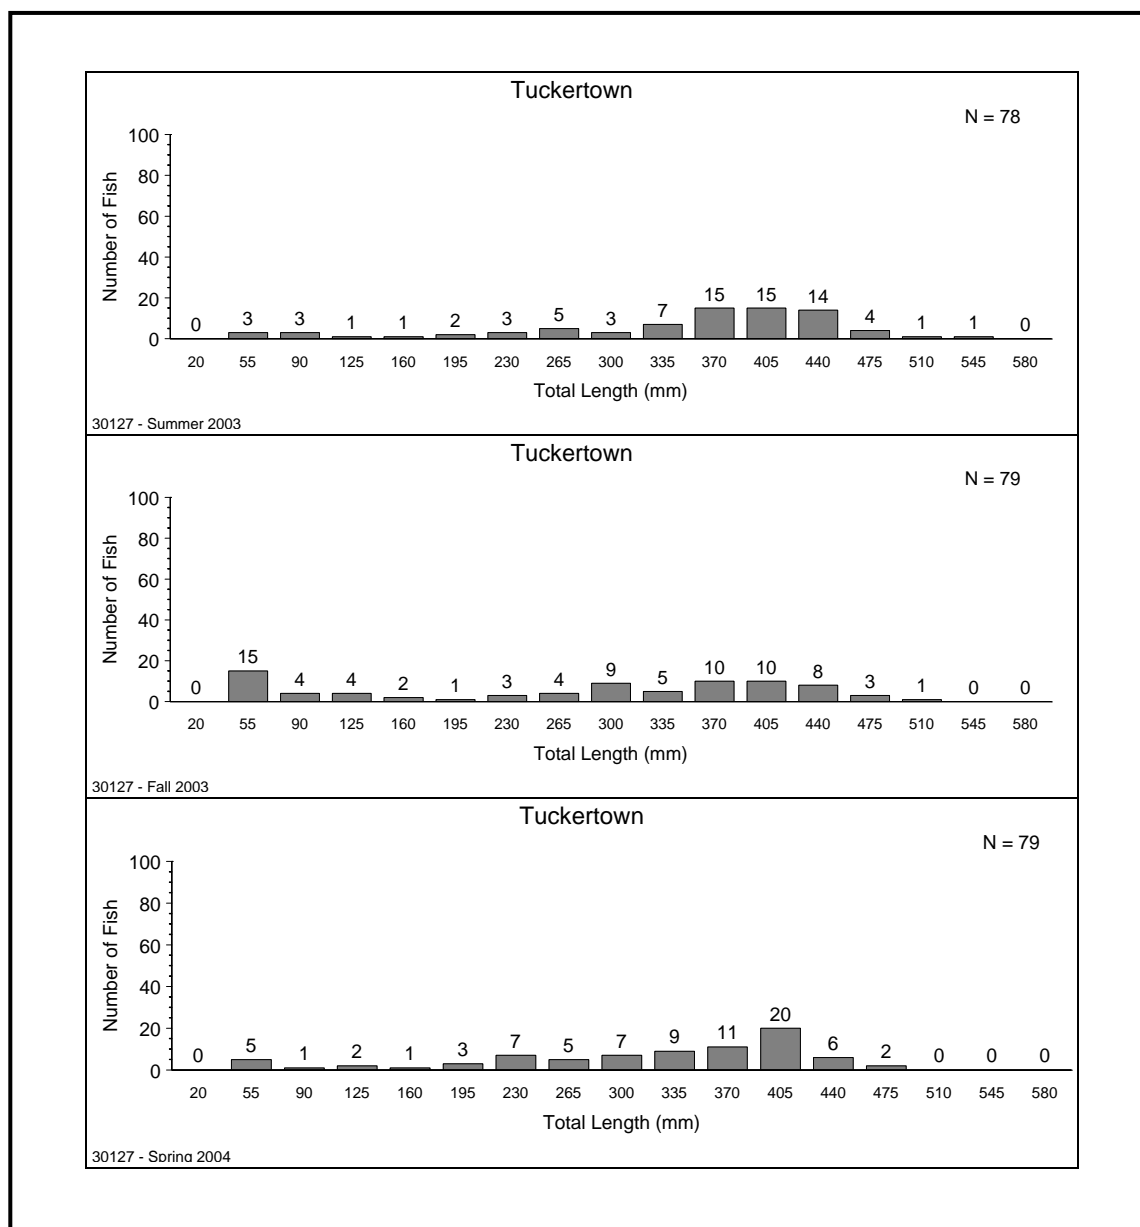 Tuckertown
N = 78
Number of Fish
100
80
60
40
20
0
0 3 3 1 1 2 3 5 3 7 15 15 14 4 1 1 0
20 55 90 125 160 195 230 265 300 335 370 405 440 475 510 545 580
Total Length (mm)
30127 - Summer 2003
Tuckertown
N = 79
Number of Fish
100
80
60
40
20
0
0 15 4 4 2 1 3 4 9 5 10 10 8 3 1 0 0
20 55 90 125 160 195 230 265 300 335 370 405 440 475 510 545 580
Total Length (mm)
30127 - Fall 2003
Tuckertown
N = 79
Number of Fish
100
80
60
40
20
0
0 5 1 2 1 3 7 5 7 9 11 20 6 2 0 0 0
20 55 90 125 160 195 230 265 300 335 370 405 440 475 510 545 580
Total Length (mm)
30127 - Spring 2004